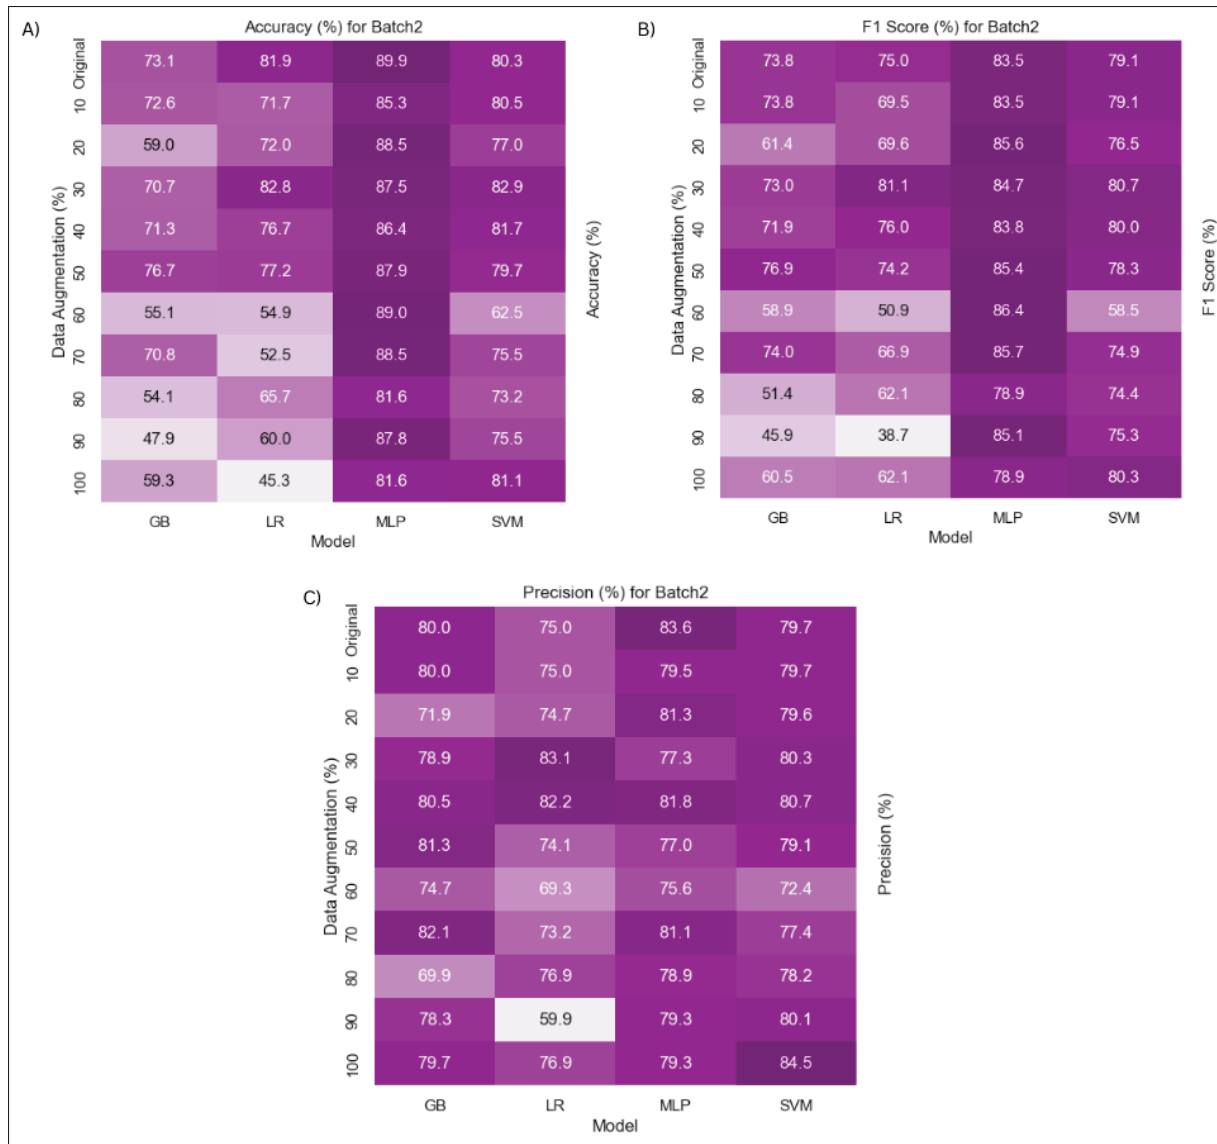 A)
Accuracy (%) for Batch2
Data Augmentation (%)
Original 73.1 81.9 89.9 80.3
10 72.6 71.7 85.3 80.5
20 59.0 72.0 88.5 77.0
30 70.7 82.8 87.5 82.9
40 71.3 76.7 86.4 81.7
50 76.7 77.2 87.9 79.7
60 55.1 54.9 89.0 62.5
70 70.8 52.5 88.5 75.5
80 54.1 65.7 81.6 73.2
90 47.9 60.0 87.8 75.5
100 59.3 45.3 81.6 81.1
GB LR MLP SVM
Model
Accuracy (%)
B)
F1 Score (%) for Batch2
Data Augmentation (%)
Original 73.8 75.0 83.5 79.1
10 73.8 69.5 83.5 79.1
20 61.4 69.6 85.6 76.5
30 73.0 81.1 84.7 80.7
40 71.9 76.0 83.8 80.0
50 76.9 74.2 85.4 78.3
60 58.9 50.9 86.4 58.5
70 74.0 66.9 85.7 74.9
80 51.4 62.1 78.9 74.4
90 45.9 38.7 85.1 75.3
100 60.5 62.1 78.9 80.3
GB LR MLP SVM
Model
F1 Score (%)
C)
Precision (%) for Batch2
Data Augmentation (%)
Original 80.0 75.0 83.6 79.7
10 80.0 75.0 79.5 79.7
20 71.9 74.7 81.3 79.6
30 78.9 83.1 77.3 80.3
40 80.5 82.2 81.8 80.7
50 81.3 74.1 77.0 79.1
60 74.7 69.3 75.6 72.4
70 82.1 73.2 81.1 77.4
80 69.9 76.9 78.9 78.2
90 78.3 59.9 79.3 80.1
100 79.7 76.9 79.3 84.5
GB LR MLP SVM
Model
Precision (%)